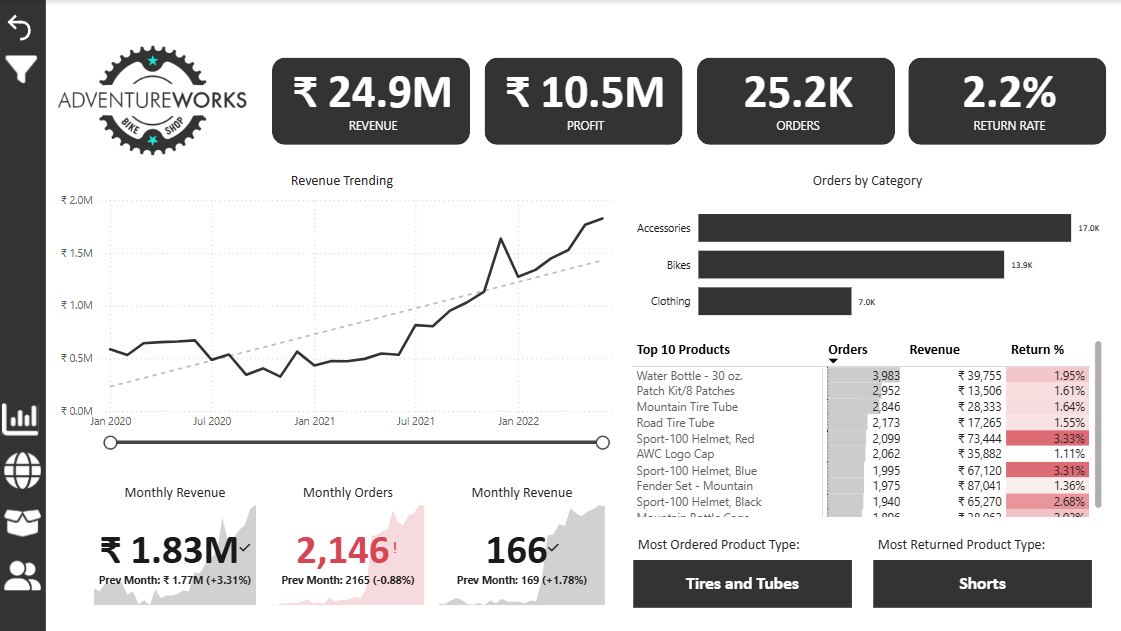 ADVENTUREWORKS
BIKE SHOP
₹ 24.9M
REVENUE
₹ 10.5M
PROFIT
25.2K
ORDERS
2.2%
RETURN RATE
Revenue Trending
₹ 2.0M
₹ 1.5M
₹ 1.0M
₹ 0.5M
₹ 0.0M
Jan 2020 Jul 2020 Jan 2021 Jul 2021 Jan 2022
Orders by Category
Accessories 17.0K
Bikes 13.9K
Clothing 7.0K
Top 10 Products Orders Revenue Return %
Water Bottle - 30 oz. 3,983 ₹ 39,755 1.95%
Patch Kit/8 Patches 2,952 ₹ 13,506 1.61%
Mountain Tire Tube 2,846 ₹ 28,333 1.64%
Road Tire Tube 2,173 ₹ 17,265 1.55%
Sport-100 Helmet, Red 2,099 ₹ 73,444 3.33%
AWC Logo Cap 2,062 ₹ 35,882 1.11%
Sport-100 Helmet, Blue 1,995 ₹ 67,120 3.31%
Fender Set - Mountain 1,975 ₹ 87,041 1.36%
Sport-100 Helmet, Black 1,940 ₹ 65,270 2.68%
Monthly Revenue
₹ 1.83M
Prev Month: ₹ 1.77M (+3.31%)
Monthly Orders
2,146!
Prev Month: 2165 (-0.88%)
Monthly Revenue
166
Prev Month: 169 (+1.78%)
Most Ordered Product Type:
Tires and Tubes
Most Returned Product Type:
Shorts